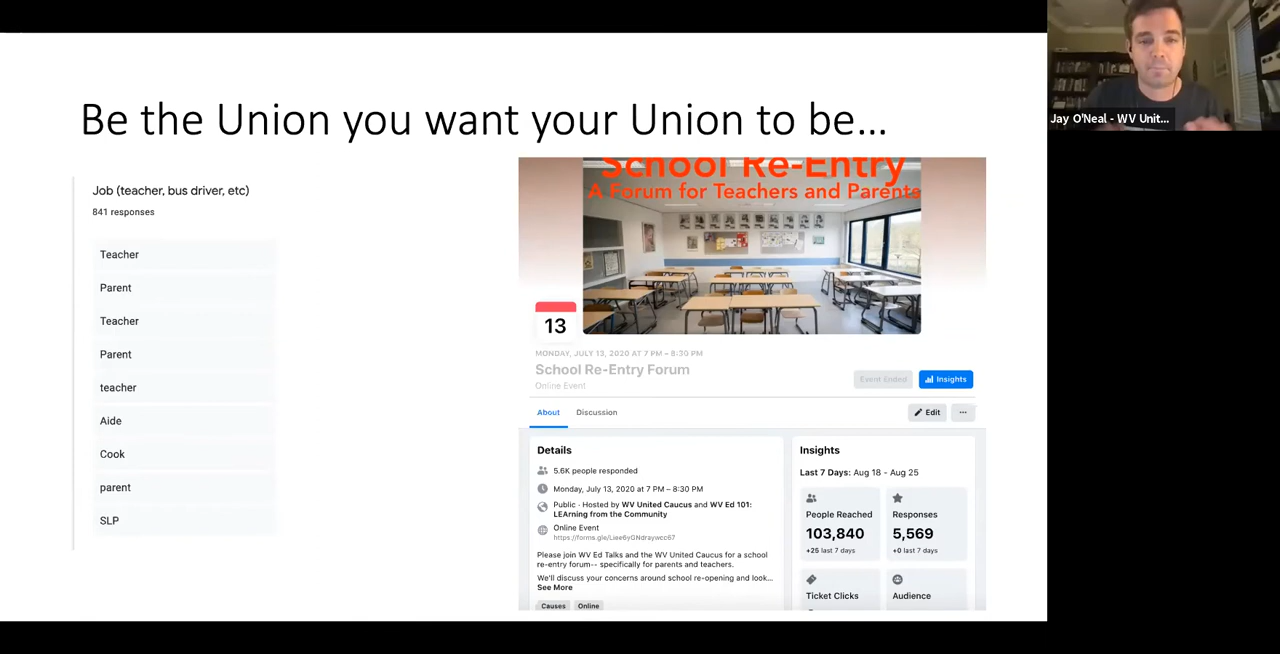 Be the Union you want your Union to be...
Job (teacher, bus driver, etc)
841 responses
Teacher
Parent
Teacher
Parent
teacher
Aide
Cook
parent
SLP
School Re-Entry
A Forum for Teachers and Parents
13
MONDAY, JULY 13, 2020 AT 7 PM – 8:30 PM
School Re-Entry Forum
Online Event
Event Ended
Insights
About
Discussion
Edit
...
Details
5.6K people responded
Monday, July 13, 2020 at 7 PM – 8:30 PM
Public · Hosted by WV United Caucus and WV Ed 101:
LEArning from the Community
Online Event
Please join WV Ed Talks and the WV United Caucus for a school
re-entry forum-- specifically for parents and teachers.
We'll discuss your concerns around school re-opening and look...
See More
Causes
Online
Insights
Last 7 Days: Aug 18 - Aug 25
People Reached
103,840
+25 last 7 days
Responses
5,569
+0 last 7 days
Ticket Clicks
Audience
Jay O'Neal - WV Unit...